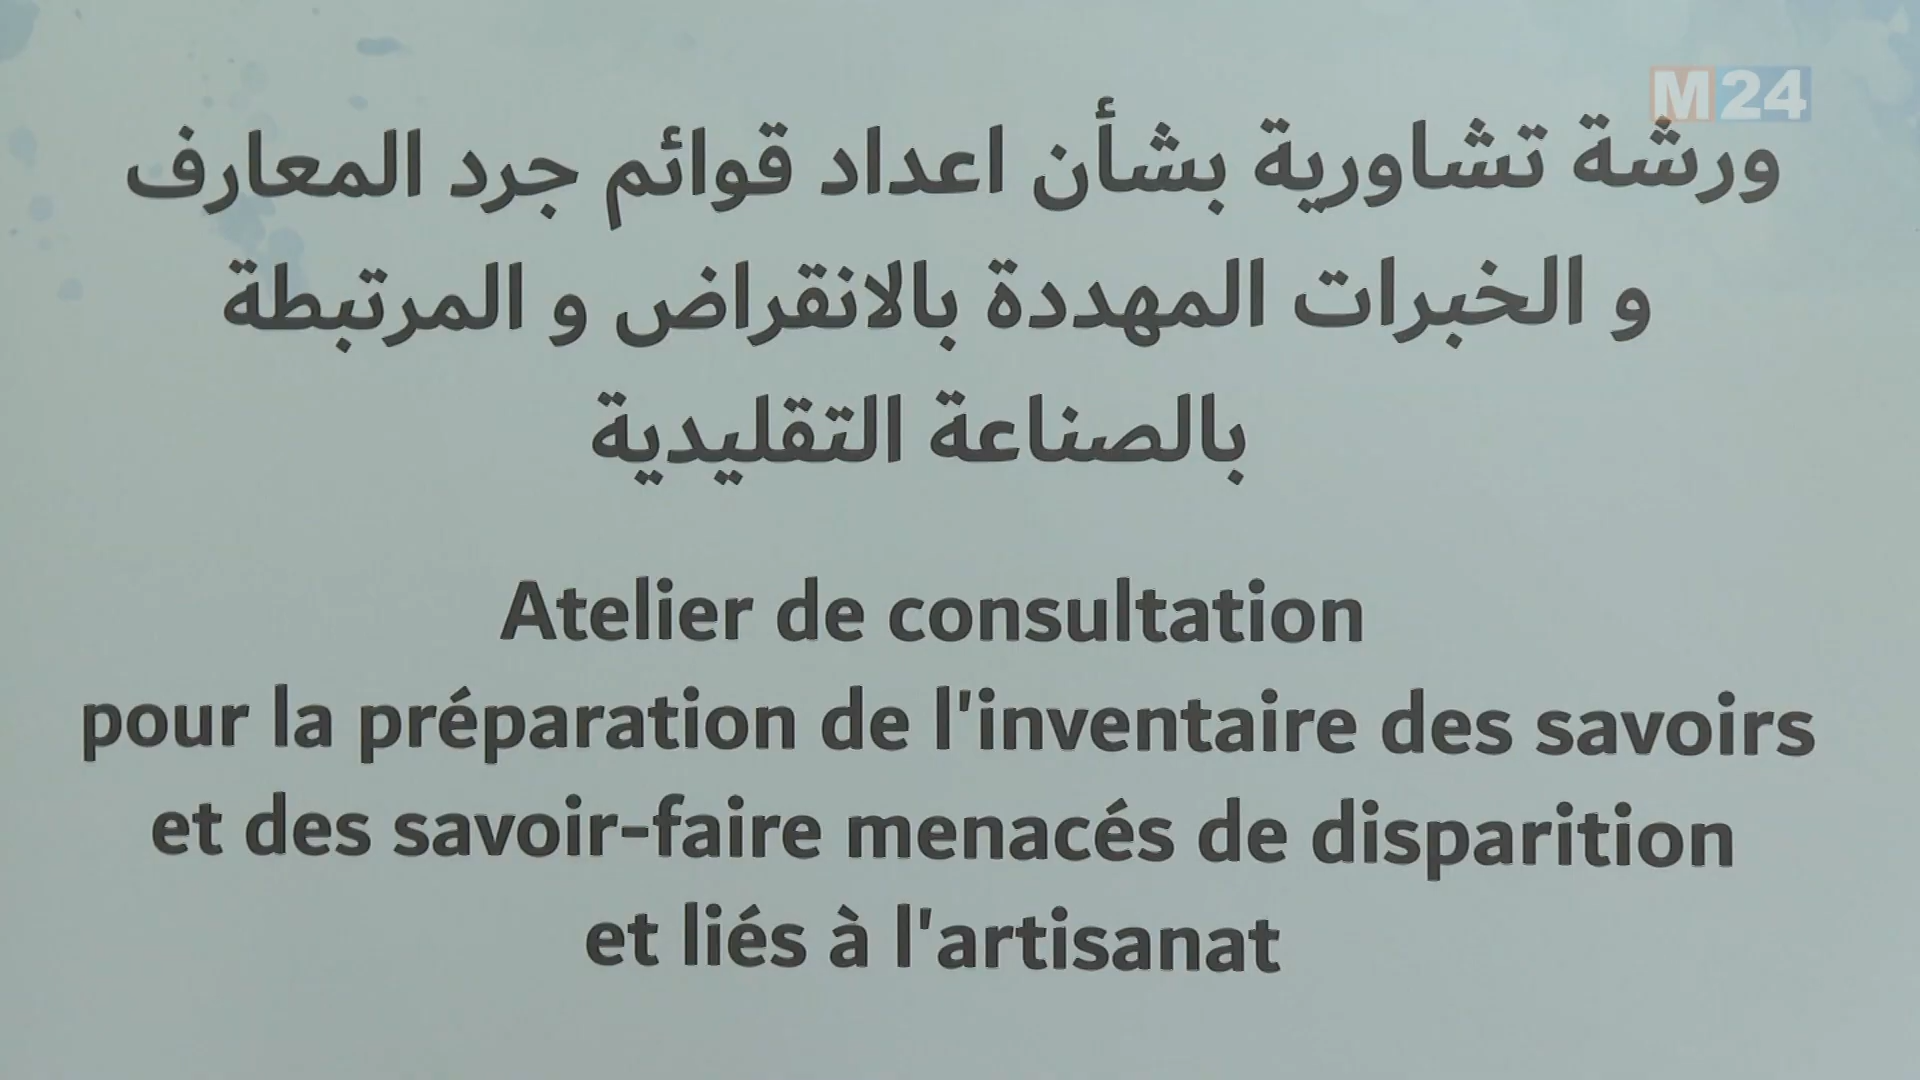 M24
ورشة تشاورية بشأن اعداد قوائم جرد المعارف
و الخبرات المهددة بالانقراض و المرتبطة
بالصناعة التقليدية
Atelier de consultation
pour la préparation de l'inventaire des savoirs
et des savoir-faire menacés de disparition
et liés à l'artisanat